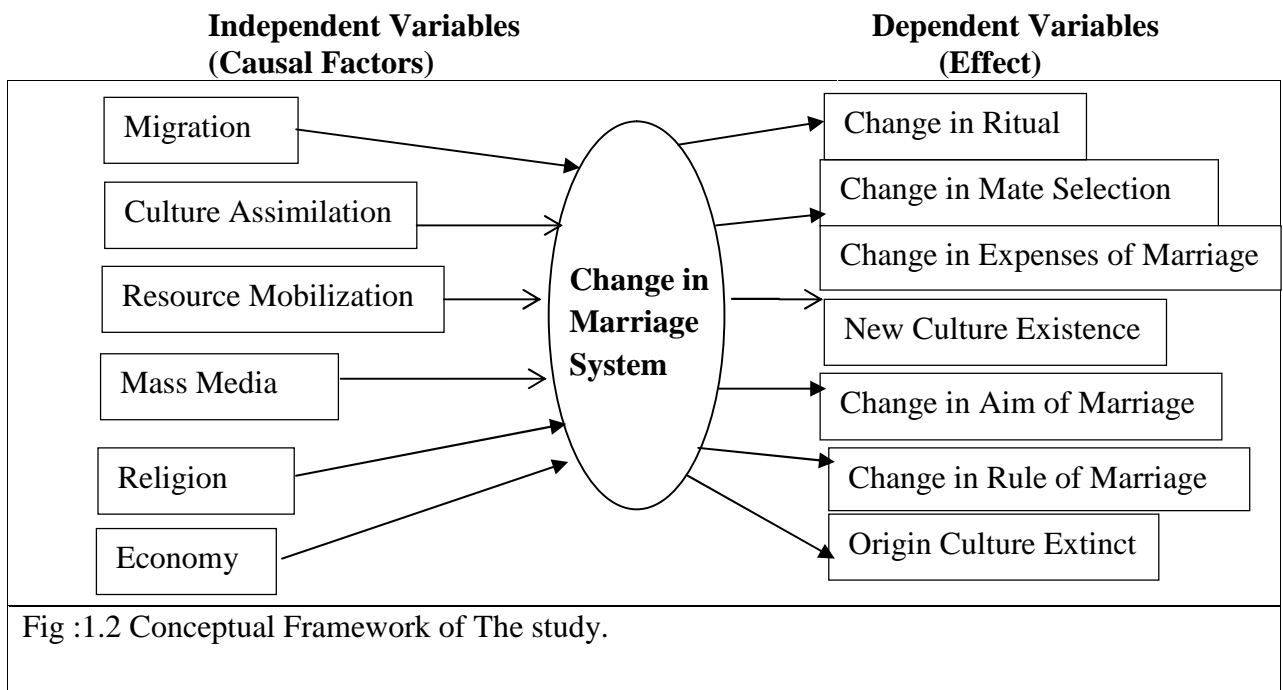 Independent Variables
(Causal Factors)
Dependent Variables
(Effect)
Migration
Culture Assimilation
Resource Mobilization
Mass Media
Religion
Economy
Change in
Marriage
System
Change in Ritual
Change in Mate Selection
Change in Expenses of Marriage
New Culture Existence
Change in Aim of Marriage
Change in Rule of Marriage
Origin Culture Extinct
Fig :1.2 Conceptual Framework of The study.